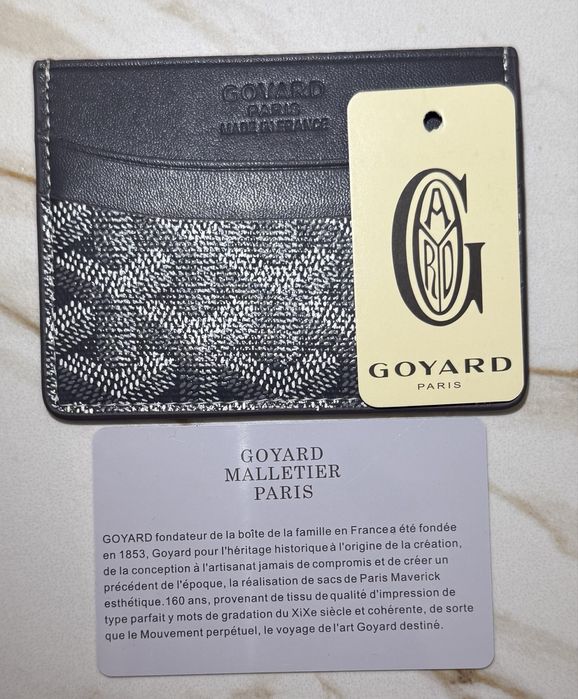 GOYARD
PARIS
MADE IN FRANCE
GOYARD
PARIS
GOYARD
MALLETIER
PARIS
GOYARD fondateur de la boîte de la famille en France a été fondée
en 1853, Goyard pour l'héritage historique à l'origine de la création,
de la conception à l'artisanat jamais de compromis et de créer un
précédent de l'époque, la réalisation de sacs de Paris Maverick
esthétique.160 ans, provenant de tissu de qualité d'impression de
type parfait y mots de gradation du XiXe siècle et cohérente, de sorte
que le Mouvement perpétuel, le voyage de l'art Goyard destiné.